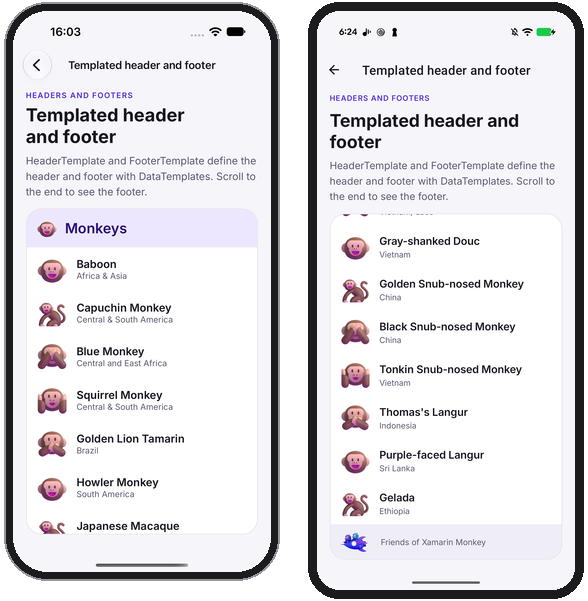 16:03
Templated header and footer
HEADERS AND FOOTERS
Templated header
and footer
HeaderTemplate and FooterTemplate define the
header and footer with DataTemplates. Scroll to
the end to see the footer.
Monkeys
Baboon
Africa & Asia
Capuchin Monkey
Central & South America
Blue Monkey
Central and East Africa
Squirrel Monkey
Central & South America
Golden Lion Tamarin
Brazil
Howler Monkey
South America
Japanese Macaque
6:24
Templated header and footer
HEADERS AND FOOTERS
Templated header and
footer
HeaderTemplate and FooterTemplate define the
header and footer with DataTemplates. Scroll to
the end to see the footer.
Gray-shanked Douc
Vietnam
Golden Snub-nosed Monkey
China
Black Snub-nosed Monkey
China
Tonkin Snub-nosed Monkey
Vietnam
Thomas's Langur
Indonesia
Purple-faced Langur
Sri Lanka
Gelada
Ethiopia
Friends of Xamarin Monkey